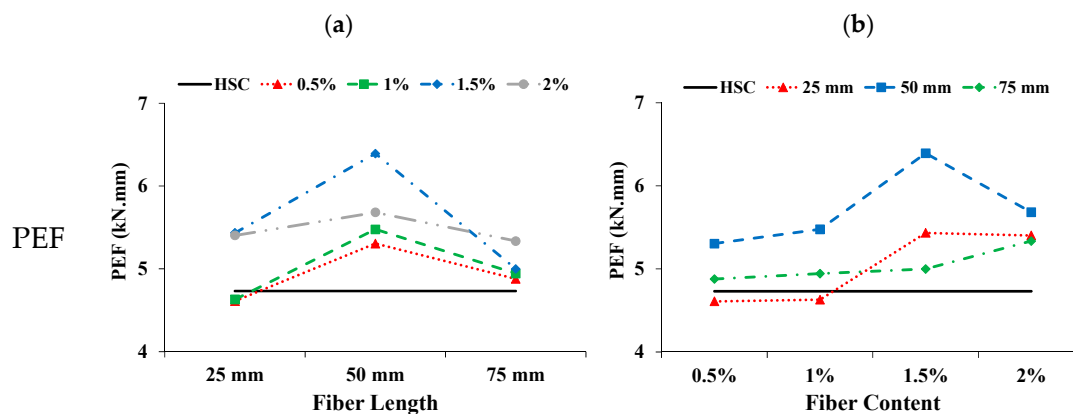 (a)
(b)
PEF
HSC 0.5% 1% 1.5% 2%
7
6
5
4
PEF (kN.mm)
25 mm 50 mm 75 mm
Fiber Length
HSC 25 mm 50 mm 75 mm
7
6
5
4
PEF (kN.mm)
0.5% 1% 1.5% 2%
Fiber Content